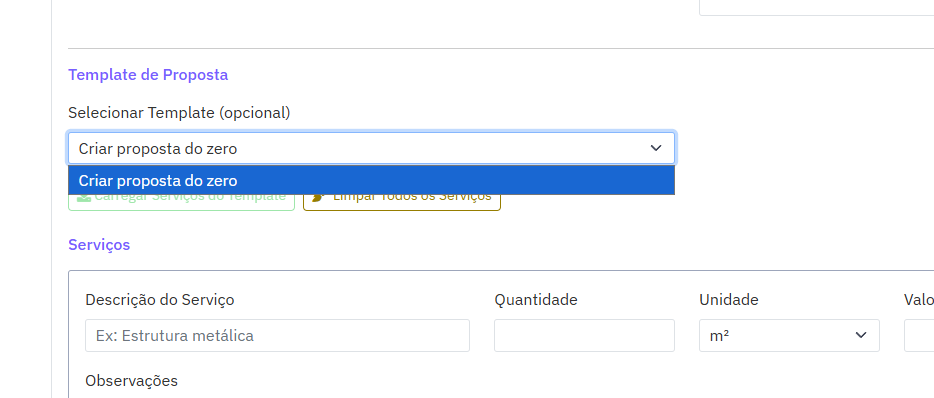 Template de Proposta
Selecionar Template (opcional)
Criar proposta do zero
Criar proposta do zero
Carregar Serviços do Template Limpar Todos os Serviços
Serviços
Descrição do Serviço Quantidade Unidade Valo
Ex: Estrutura metálica m²
Observações